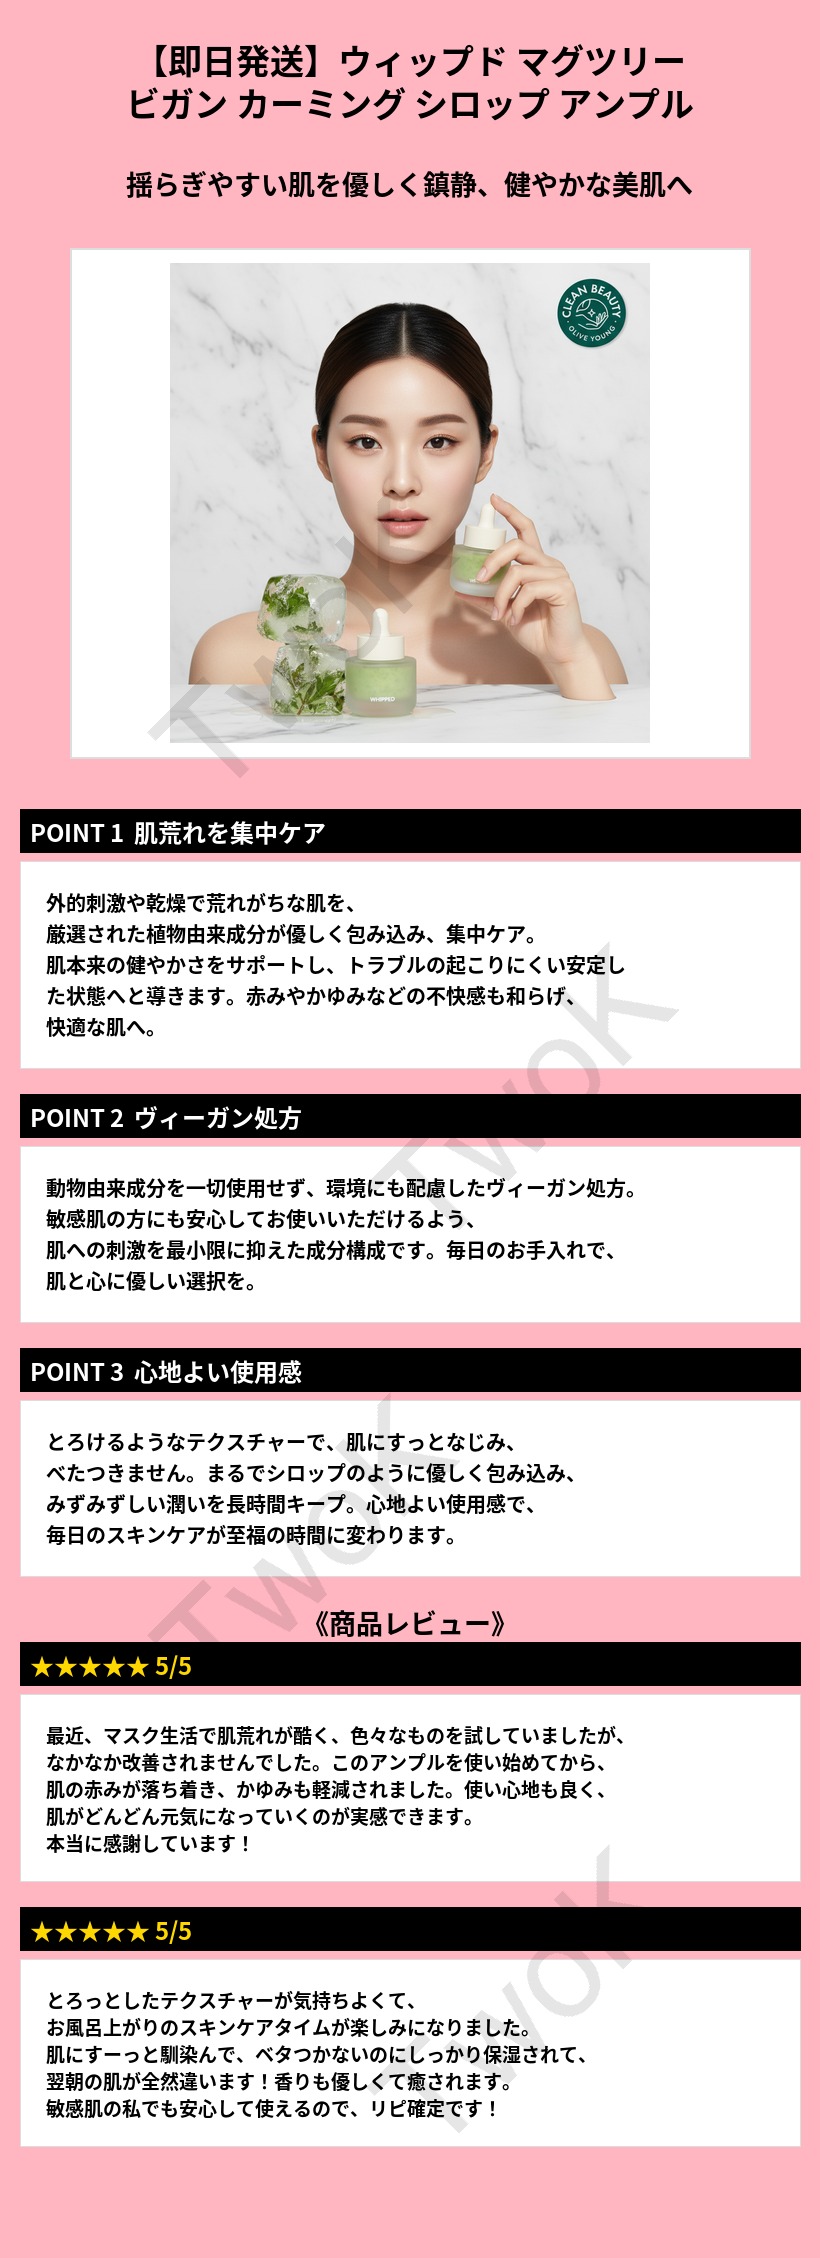 【即日発送】ウィップド マグツリー
ビガン カーミング シロップ アンプル
揺らぎやすい肌を優しく鎮静、健やかな美肌へ
CLEAN BEAUTY
OLIVE YOUNG
WHIPPED
TwoK
POINT 1 肌荒れを集中ケア
外的刺激や乾燥で荒れがちな肌を、
厳選された植物由来成分が優しく包み込み、集中ケア。
肌本来の健やかさをサポートし、トラブルの起こりにくい安定し
た状態へと導きます。赤みやかゆみなどの不快感も和らげ、
快適な肌へ。
TwoK
POINT 2 ヴィーガン処方
動物由来成分を一切使用せず、環境にも配慮したヴィーガン処方。
敏感肌の方にも安心してお使いいただけるよう、
肌への刺激を最小限に抑えた成分構成です。毎日のお手入れで、
肌と心に優しい選択を。
POINT 3 心地よい使用感
とろけるようなテクスチャーで、肌にすっとなじみ、
べたつきません。まるでシロップのように優しく包み込み、
みずみずしい潤いを長時間キープ。心地よい使用感で、
毎日のスキンケアが至福の時間に変わります。
TwoK
《商品レビュー》
★★★★★ 5/5
最近、マスク生活で肌荒れが酷く、色々なものを試していましたが、
なかなか改善されませんでした。このアンプルを使い始めてから、
肌の赤みが落ち着き、かゆみも軽減されました。使い心地も良く、
肌がどんどん元気になっていくのが実感できます。
本当に感謝しています！
★★★★★ 5/5
とろっとしたテクスチャーが気持ちよくて、
お風呂上がりのスキンケアタイムが楽しみになりました。
肌にすーっと馴染んで、ベタつかないのにしっかり保湿されて、
翌朝の肌が全然違います！香りも優しくて癒されます。
敏感肌の私でも安心して使えるので、リピ確定です！
TwoK